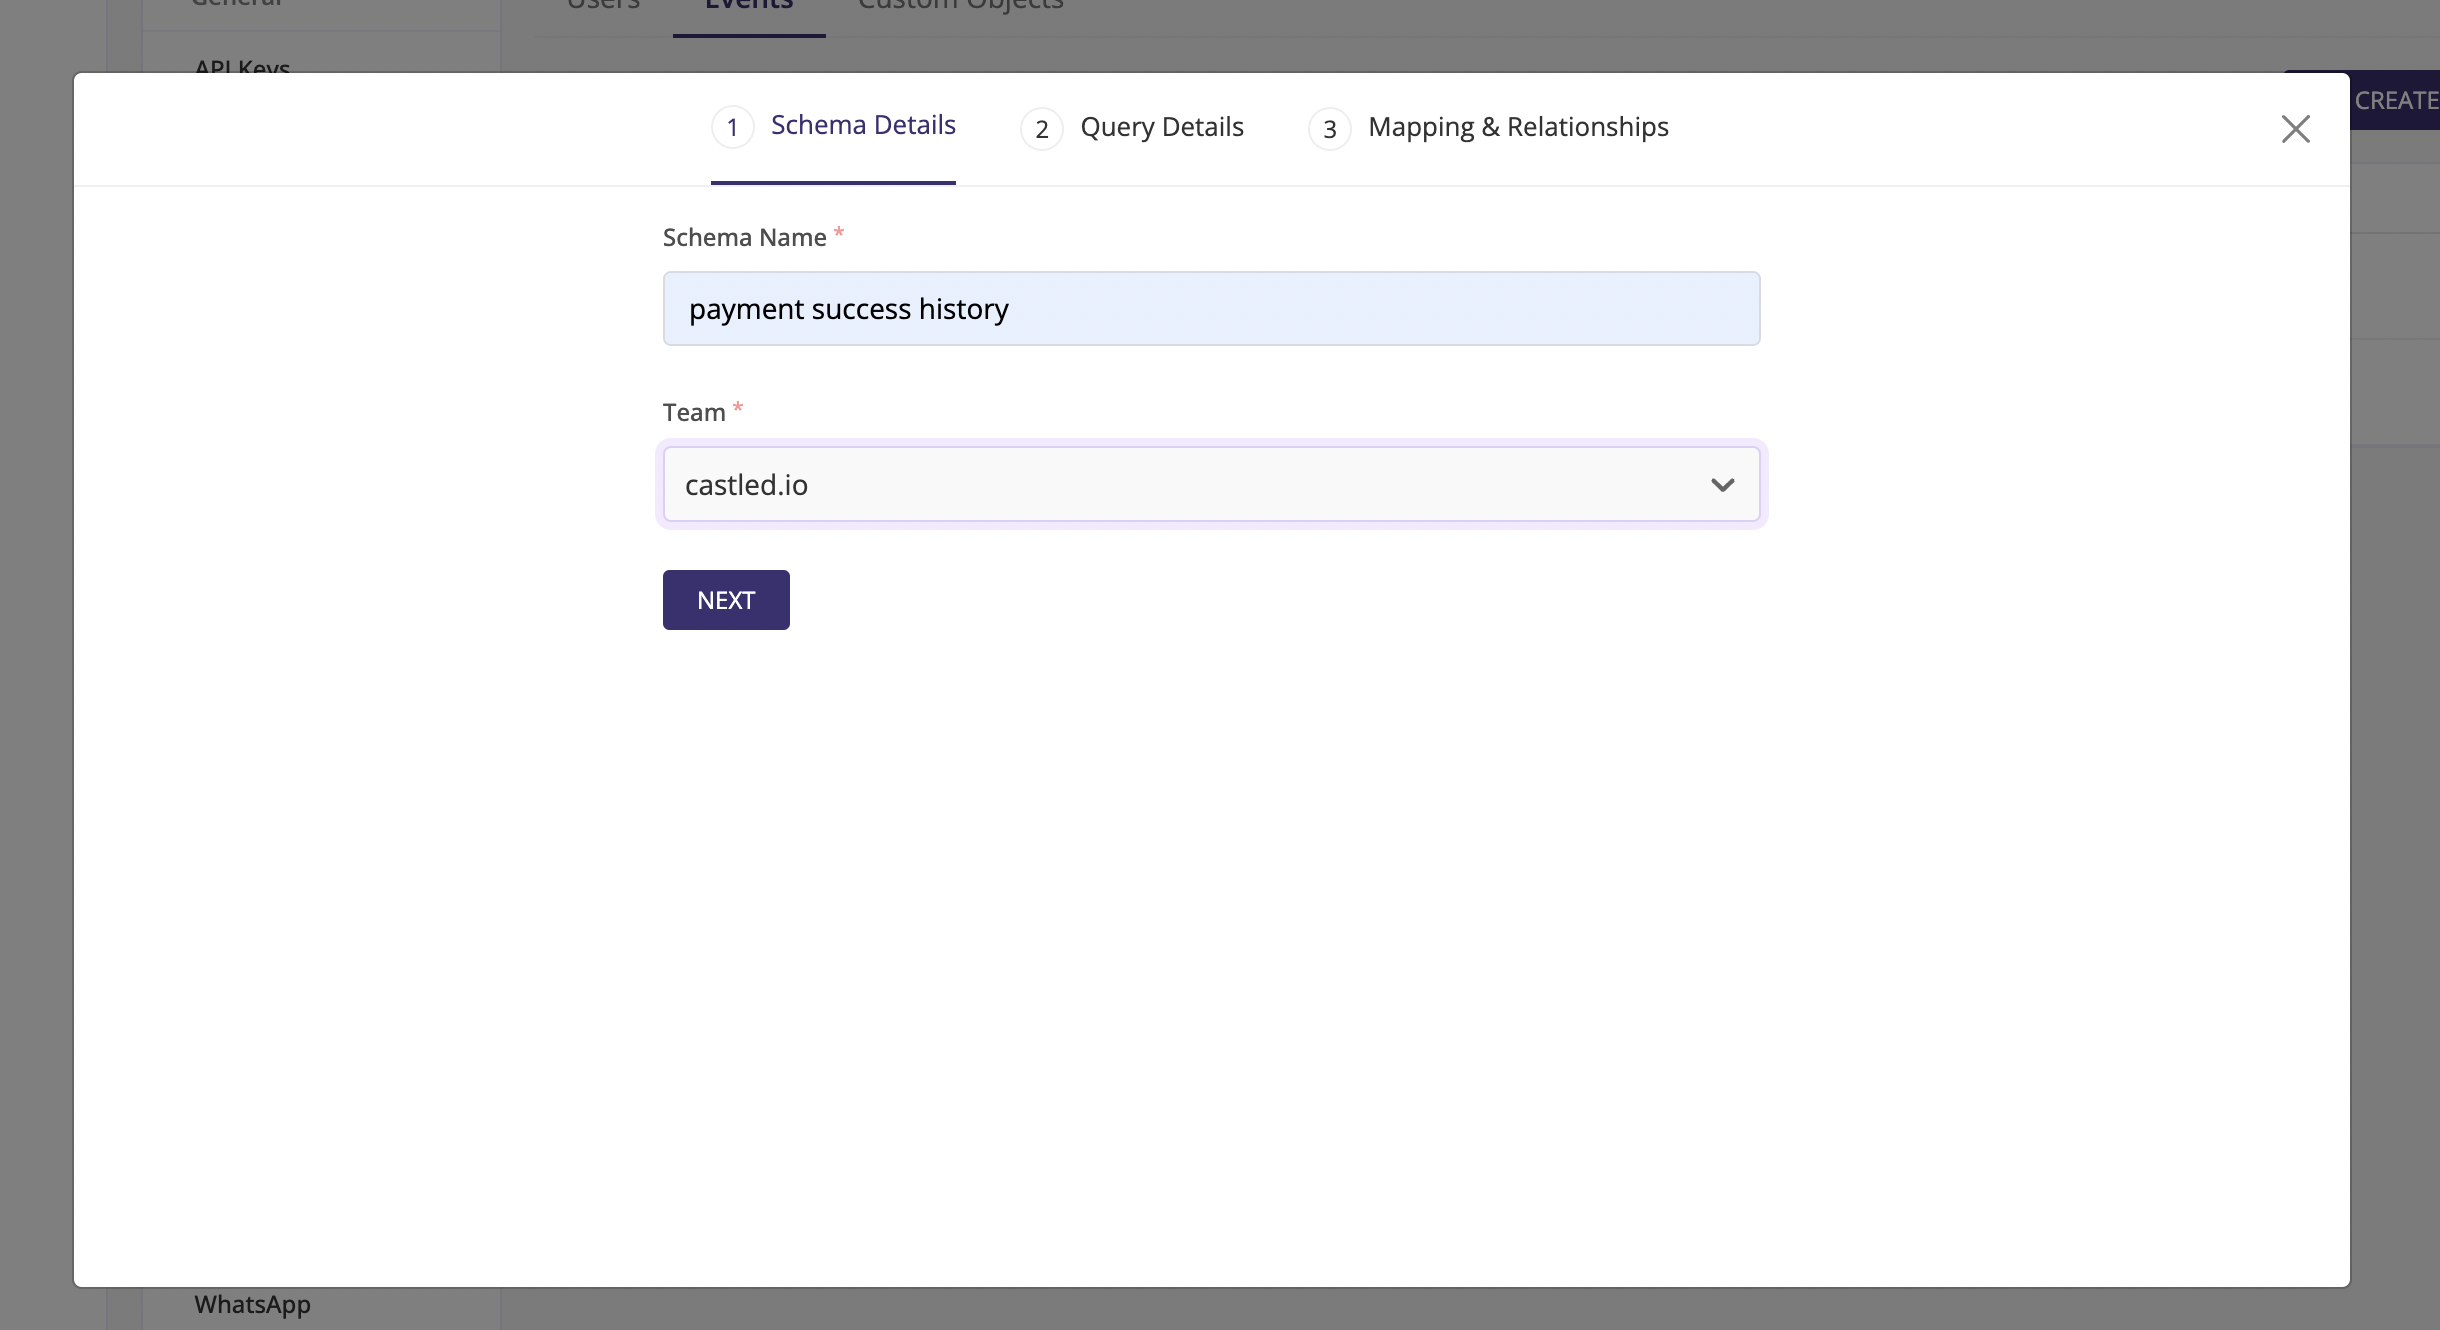 General
Users Events Custom Objects
API Keys
CREATE
1 Schema Details 2 Query Details 3 Mapping & Relationships
Schema Name *
payment success history
Team *
castled.io
NEXT
WhatsApp